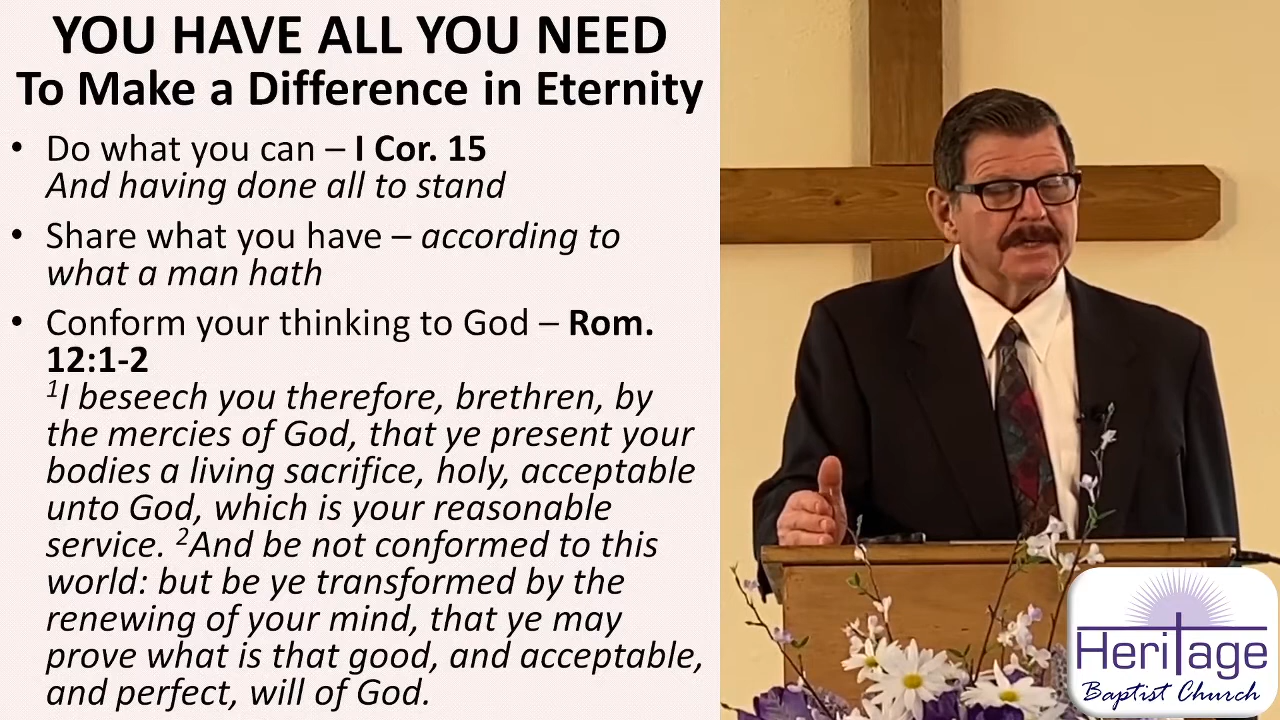 YOU HAVE ALL YOU NEED
To Make a Difference in Eternity
• Do what you can – I Cor. 15
And having done all to stand
• Share what you have – according to
what a man hath
• Conform your thinking to God – Rom.
12:1-2
¹I beseech you therefore, brethren, by
the mercies of God, that ye present your
bodies a living sacrifice, holy, acceptable
unto God, which is your reasonable
service. ²And be not conformed to this
world: but be ye transformed by the
renewing of your mind, that ye may
prove what is that good, and acceptable,
and perfect, will of God.
Heritage
Baptist Church